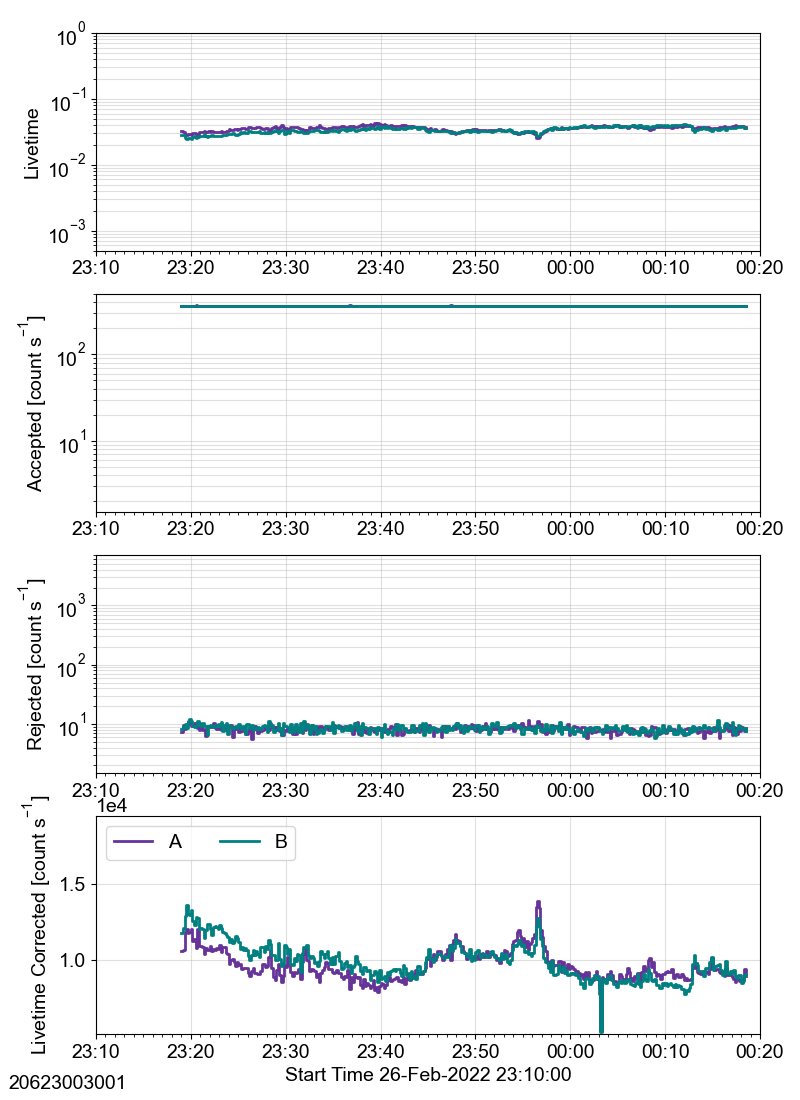 Livetime
10^0
10^−1
10^−2
10^−3
23:10 23:20 23:30 23:40 23:50 00:00 00:10 00:20
Accepted [count s^−1]
10^2
10^1
23:10 23:20 23:30 23:40 23:50 00:00 00:10 00:20
Rejected [count s^−1]
10^3
10^2
10^1
23:10 23:20 23:30 23:40 23:50 00:00 00:10 00:20
1e4
Livetime Corrected [count s^−1]
A B
1.5
1.0
23:10 23:20 23:30 23:40 23:50 00:00 00:10 00:20
Start Time 26-Feb-2022 23:10:00
20623003001